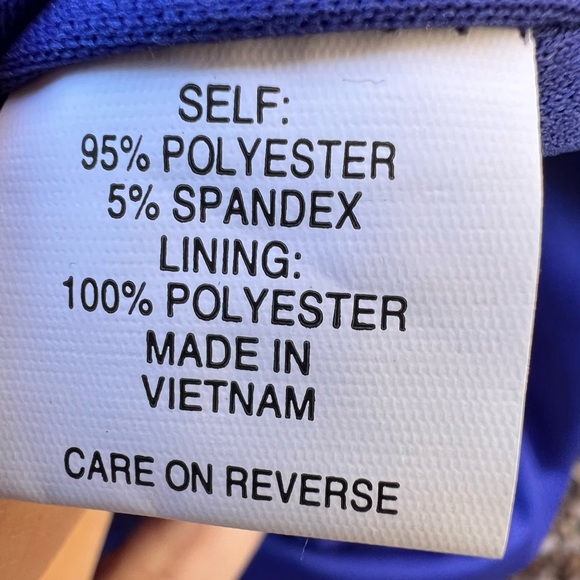 SELF:
95% POLYESTER
5% SPANDEX
LINING:
100% POLYESTER
MADE IN
VIETNAM
CARE ON REVERSE